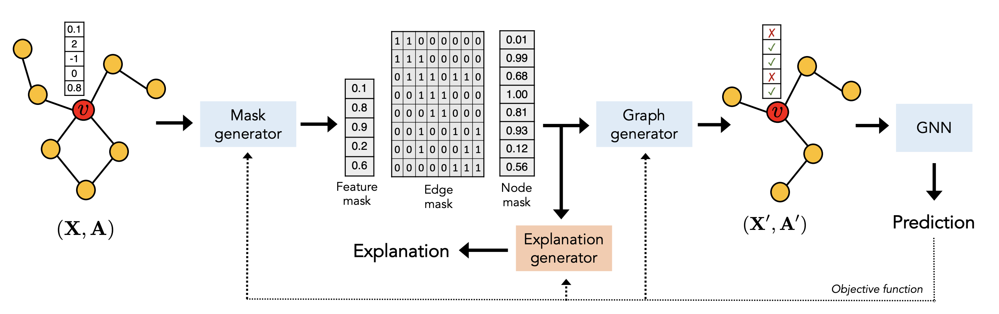 0.1
2
-1
0
0.8
v
(X, A)
Mask
generator
0.1
0.8
0.9
0.2
0.6
Feature
mask
1 1 0 0 0 0 0 0
1 1 1 0 0 0 0 0
0 1 1 1 0 1 1 0
0 0 1 1 1 0 0 0
0 0 0 1 1 0 0 0
0 0 1 0 0 1 0 1
0 0 1 0 0 0 1 1
0 0 0 0 0 1 1 1
Edge
mask
0.01
0.99
0.68
1.00
0.81
0.93
0.12
0.56
Node
mask
Explanation
generator
Explanation
Graph
generator
✗
✓
✓
✗
✓
v
(X′, A′)
GNN
Prediction
Objective function